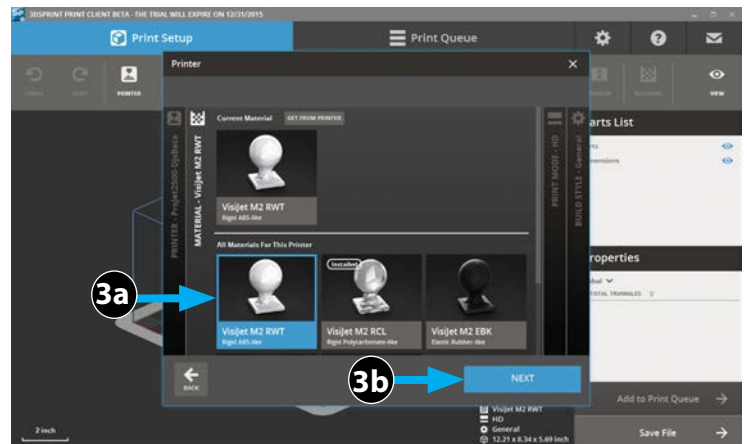 3DSPRINT PRINT CLIENT BETA - THE TRIAL WILL EXPIRE ON 12/31/2015
Print Setup
Print Queue
PRINTER
VIEW
Printer
PRINTER - ProJet2500-0JsBeta
MATERIAL - VisiJet M2 RWT
Current Material
GET FROM PRINTER
VisiJet M2 RWT
Rigid ABS-like
All Materials For This Printer
VisiJet M2 RWT
Rigid ABS-like
Installed
VisiJet M2 RCL
Rigid Polycarbonate-like
VisiJet M2 EBK
Elastic Rubber-like
PRINT MODE - HD
BUILD STYLE - General
3a
3b
BACK
NEXT
arts List
roperties
TOTAL TRIANGLES 0
Add to Print Queue
Save File
VisiJet M2 RWT
HD
General
12.21 x 8.34 x 5.69 inch
2 inch